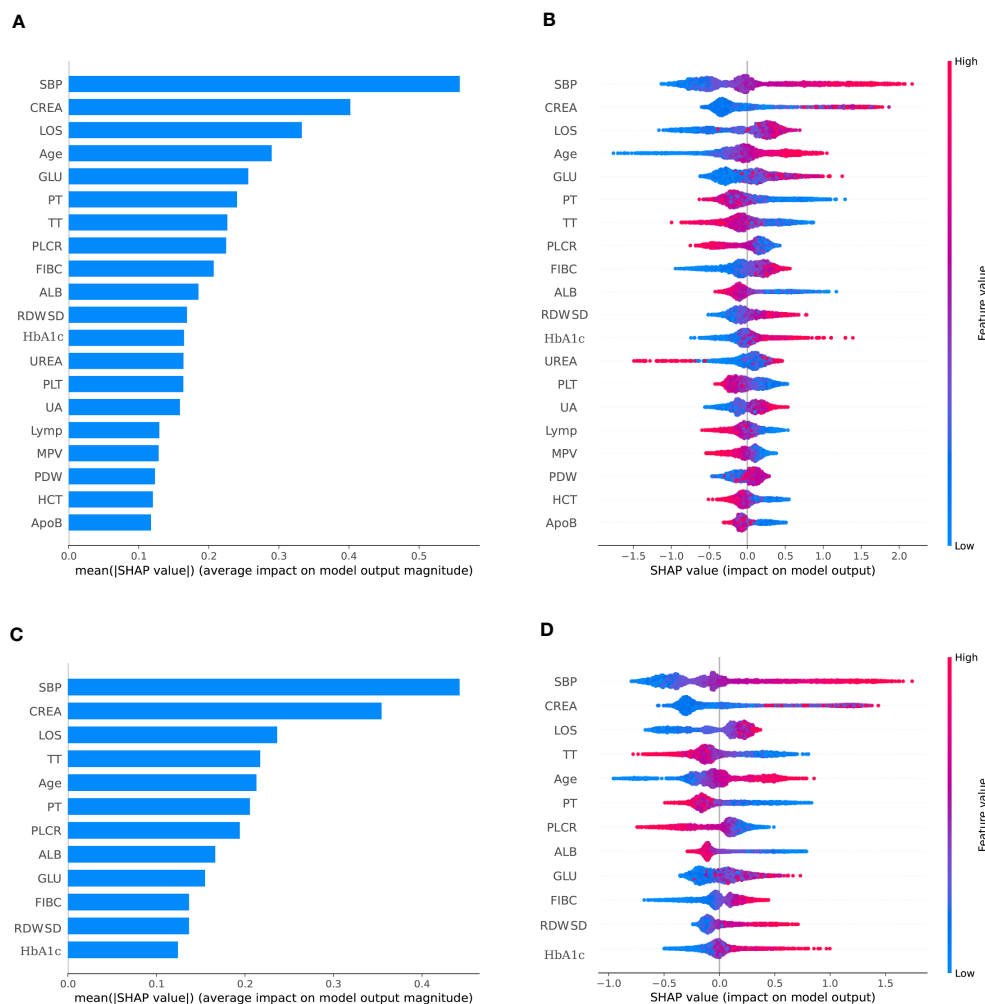 A
SBP
CREA
LOS
Age
GLU
PT
TT
PLCR
FIBC
ALB
RDWSD
HbA1c
UREA
PLT
UA
Lymp
MPV
PDW
HCT
ApoB
0.0 0.1 0.2 0.3 0.4 0.5
mean(|SHAP value|) (average impact on model output magnitude)
B
High
SBP
CREA
LOS
Age
GLU
PT
TT
PLCR
FIBC
ALB
RDWSD
HbA1c
UREA
PLT
UA
Lymp
MPV
PDW
HCT
ApoB
Low
Feature value
−1.5 −1.0 −0.5 0.0 0.5 1.0 1.5 2.0
SHAP value (impact on model output)
C
SBP
CREA
LOS
TT
Age
PT
PLCR
ALB
GLU
FIBC
RDWSD
HbA1c
0.0 0.1 0.2 0.3 0.4
mean(|SHAP value|) (average impact on model output magnitude)
D
High
SBP
CREA
LOS
TT
Age
PT
PLCR
ALB
GLU
FIBC
RDWSD
HbA1c
Low
Feature value
−1.0 −0.5 0.0 0.5 1.0 1.5
SHAP value (impact on model output)